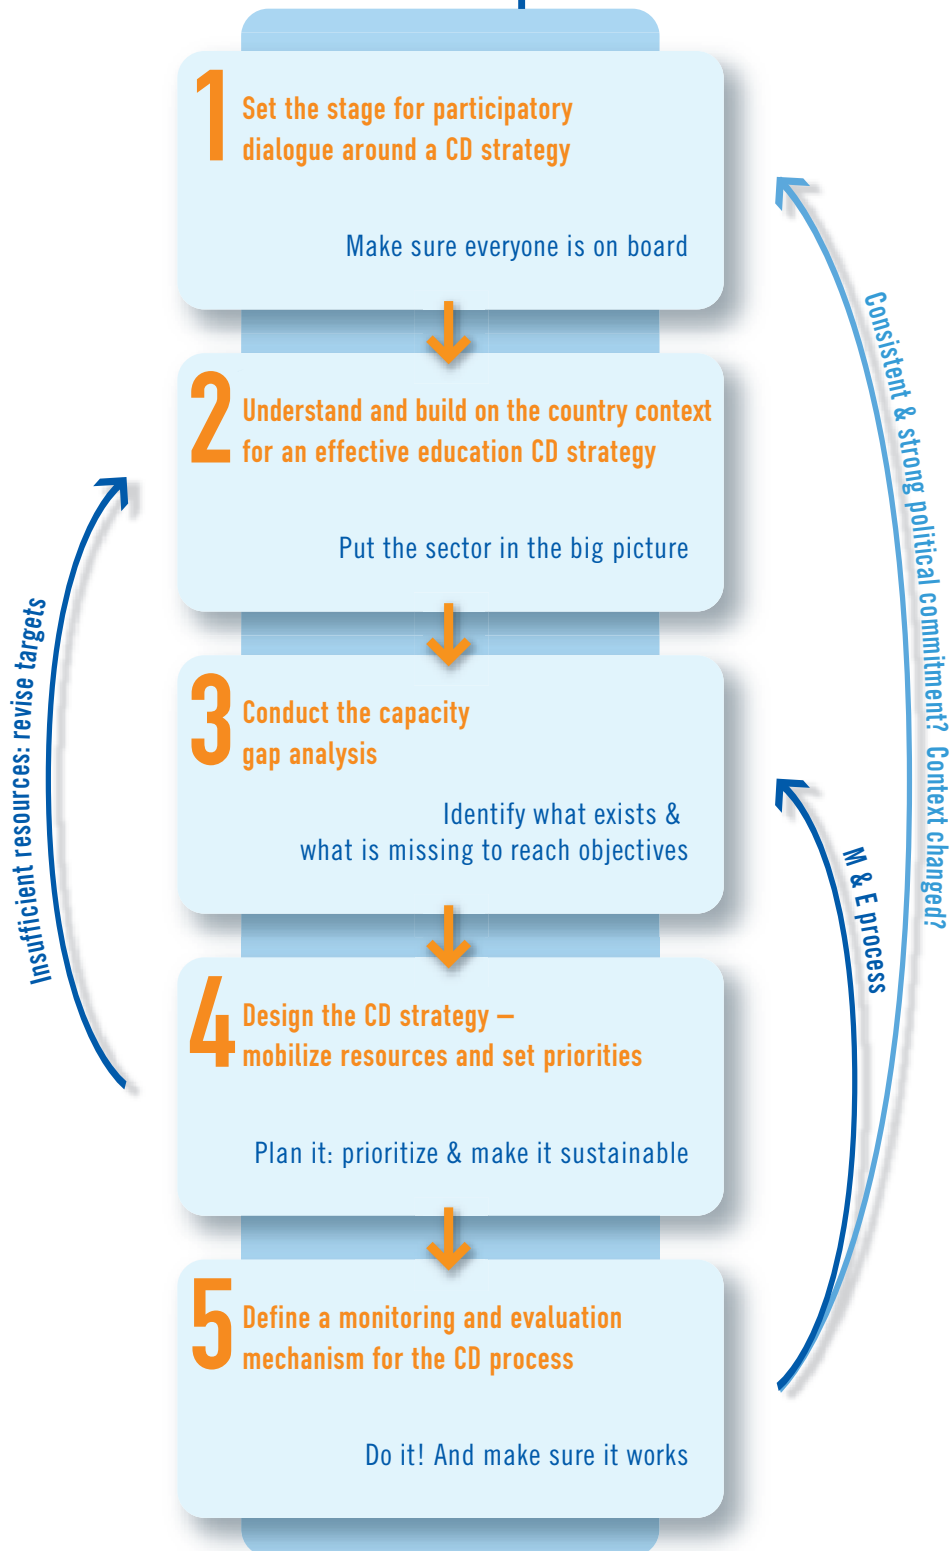 1
Set the stage for participatory
dialogue around a CD strategy
Make sure everyone is on board
2
Understand and build on the country context
for an effective education CD strategy
Put the sector in the big picture
3
Conduct the capacity
gap analysis
Identify what exists &
what is missing to reach objectives
4
Design the CD strategy –
mobilize resources and set priorities
Plan it: prioritize & make it sustainable
5
Define a monitoring and evaluation
mechanism for the CD process
Do it! And make sure it works
Insufficient resources: revise targets
M & E process
Consistent & strong political commitment? Context changed?